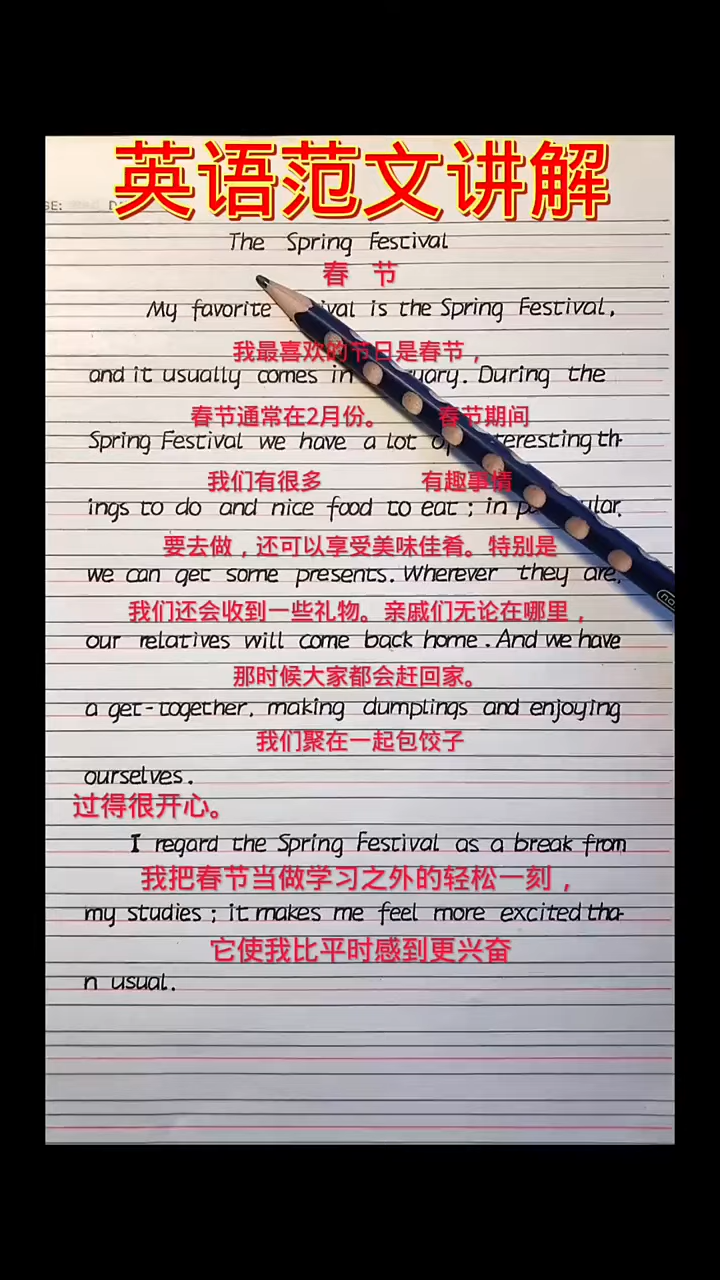 英语范文讲解
The Spring Festival
春 节
My favorite ival is the Spring Festival,
我最喜欢的节日是春节，
and it usually comes in uary. During the
春节通常在2月份。 春节期间
Spring Festival we have a lot teresting th-
我们有很多 有趣事情
ings to do and nice food to eat ; in lar,
要去做，还可以享受美味佳肴。特别是
we can get some presents. Wherever they are,
我们还会收到一些礼物。亲戚们无论在哪里，
our relatives will come back home. And we have
那时候大家都会赶回家。
a get-together, making dumplings and enjoying
我们聚在一起包饺子
ourselves.
过得很开心。
I regard the Spring Festival as a break from
我把春节当做学习之外的轻松一刻，
my studies ; it makes me feel more excited tha-
它使我比平时感到更兴奋
n usual.